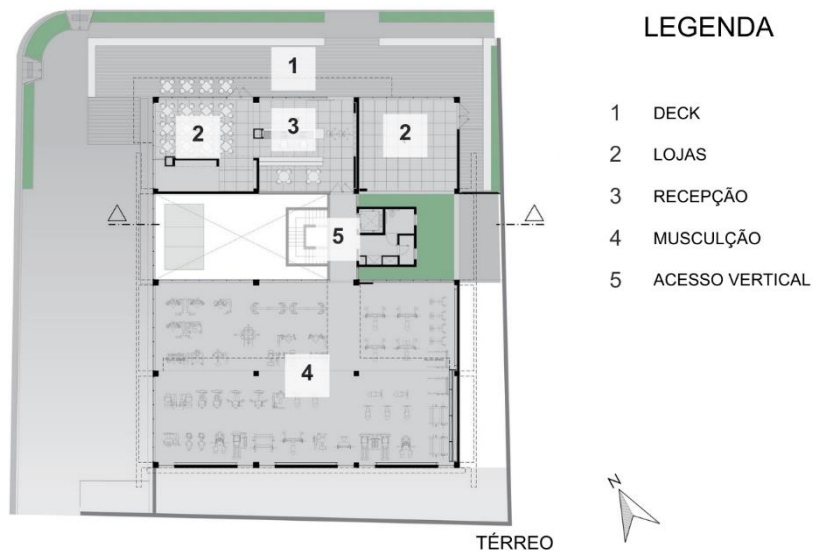 LEGENDA
1
1 DECK
2
3
2
2 LOJAS
3 RECEPÇÃO
4 MUSCULÇÃO
5
5 ACESSO VERTICAL
4
N
TÉRREO